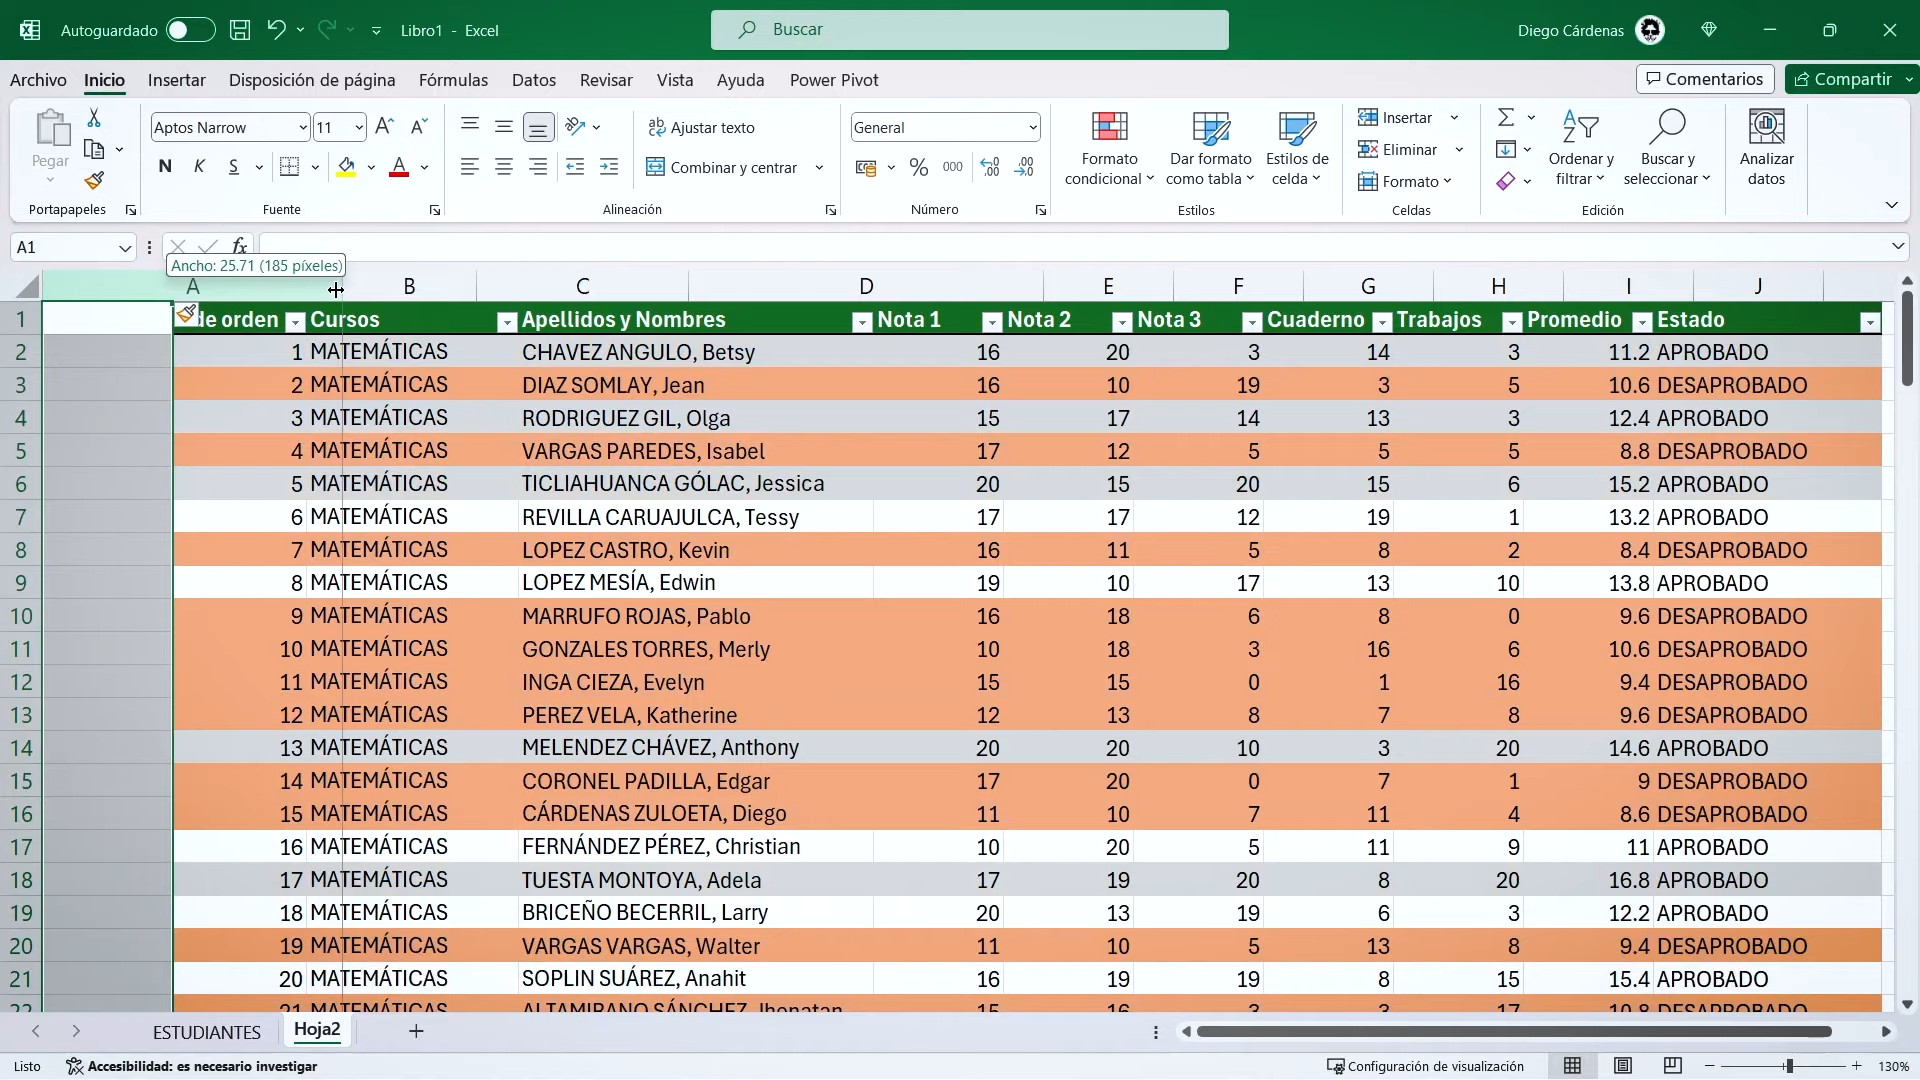 Autoguardado Libro1 - Excel Buscar Diego Cárdenas
Archivo Inicio Insertar Disposición de página Fórmulas Datos Revisar Vista Ayuda Power Pivot Comentarios Compartir
Pegar Aptos Narrow 11 Ajustar texto General Formato condicional Dar formato como tabla Estilos de celda Insertar Ordenar y filtrar Buscar y seleccionar Analizar datos
N K S Combinar y centrar % 000 Eliminar
Formato
Portapapeles Fuente Alineación Número Estilos Celdas Edición
A1 fx
Ancho: 25.71 (185 píxeles)
A B C D E F G H I J
1 de orden Cursos Apellidos y Nombres Nota 1 Nota 2 Nota 3 Cuaderno Trabajos Promedio Estado
2 1 MATEMÁTICAS CHAVEZ ANGULO, Betsy 16 20 3 14 3 11.2 APROBADO
3 2 MATEMÁTICAS DIAZ SOMLAY, Jean 16 10 19 3 5 10.6 DESAPROBADO
4 3 MATEMÁTICAS RODRIGUEZ GIL, Olga 15 17 14 13 3 12.4 APROBADO
5 4 MATEMÁTICAS VARGAS PAREDES, Isabel 17 12 5 5 5 8.8 DESAPROBADO
6 5 MATEMÁTICAS TICLIAHUANCA GÓLAC, Jessica 20 15 20 15 6 15.2 APROBADO
7 6 MATEMÁTICAS REVILLA CARUAJULCA, Tessy 17 17 12 19 1 13.2 APROBADO
8 7 MATEMÁTICAS LOPEZ CASTRO, Kevin 16 11 5 8 2 8.4 DESAPROBADO
9 8 MATEMÁTICAS LOPEZ MESÍA, Edwin 19 10 17 13 10 13.8 APROBADO
10 9 MATEMÁTICAS MARRUFO ROJAS, Pablo 16 18 6 8 0 9.6 DESAPROBADO
11 10 MATEMÁTICAS GONZALES TORRES, Merly 10 18 3 16 6 10.6 DESAPROBADO
12 11 MATEMÁTICAS INGA CIEZA, Evelyn 15 15 0 1 16 9.4 DESAPROBADO
13 12 MATEMÁTICAS PEREZ VELA, Katherine 12 13 8 7 8 9.6 DESAPROBADO
14 13 MATEMÁTICAS MELENDEZ CHÁVEZ, Anthony 20 20 10 3 20 14.6 APROBADO
15 14 MATEMÁTICAS CORONEL PADILLA, Edgar 17 20 0 7 1 9 DESAPROBADO
16 15 MATEMÁTICAS CÁRDENAS ZULOETA, Diego 11 10 7 11 4 8.6 DESAPROBADO
17 16 MATEMÁTICAS FERNÁNDEZ PÉREZ, Christian 10 20 5 11 9 11 APROBADO
18 17 MATEMÁTICAS TUESTA MONTOYA, Adela 17 19 20 8 20 16.8 APROBADO
19 18 MATEMÁTICAS BRICEÑO BECERRIL, Larry 20 13 19 6 3 12.2 APROBADO
20 19 MATEMÁTICAS VARGAS VARGAS, Walter 11 10 5 13 8 9.4 DESAPROBADO
21 20 MATEMÁTICAS SOPLIN SUÁREZ, Anahit 16 19 19 8 15 15.4 APROBADO
22 21 MATEMÁTICAS ALTAMIRANO SÁNCHEZ, Jhonatan 15 16 3 3 17 10.8 DESAPROBADO
ESTUDIANTES Hoja2
Listo Accesibilidad: es necesario investigar Configuración de visualización 130%